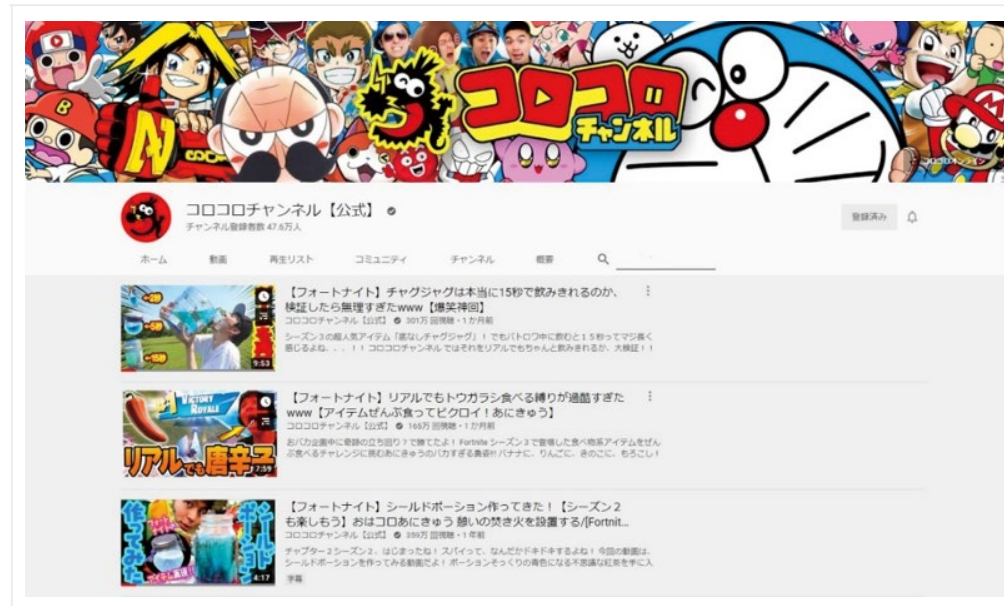 コロコロ
チャンネル
コロコロオンライン
コロコロチャンネル【公式】
チャンネル登録者数 47.6万人
登録済み
ホーム 動画 再生リスト コミュニティ チャンネル 概要
【フォートナイト】チャグジャグは本当に15秒で飲みきれるのか、
検証したら無理すぎたwww【爆笑神回】
コロコロチャンネル【公式】 301万 回視聴・1 か月前
シーズン3の超人気アイテム「底なしチャグジャグ」！ でもバトロワ中に飲むと１５秒ってマジ長く
感じるよね、、、！！ コロコロチャンネルではそれをリアルでもちゃんと飲みきれるか、大検証！！
←2秒
←5秒
←15秒
9:53
【フォートナイト】リアルでもトウガラシ食べる縛りが過酷すぎた
www【アイテムぜんぶ食ってビクロイ！あにきゅう】
コロコロチャンネル【公式】 165万 回視聴・1 か月前
おバカ企画中に奇跡の立ち回り？で勝てたよ！ Fortnite シーズン３で登場した食べ物系アイテムをぜん
ぶ食べるチャレンジに挑むあにきゅうのバカすぎる勇姿!! バナナに、りんごに、きのこに、もろこし！
VICTORY
ROYALE
リアルでも唐辛子
7:59
【フォートナイト】シールドポーション作ってきた！【シーズン２
も楽しもう】おはコロあにきゅう 憩いの焚き火を設置する/[Fortnit...
コロコロチャンネル【公式】 359万 回視聴・1 年前
チャプター２シーズン２、はじまったね！ スパイって、なんだかドキドキするよね！ 今回の動画は、
シールドポーションを作ってみる動画だよ！ ポーションそっくりの青色になる不思議な紅茶を手に入
字幕
シールド
ポーション
作ってみた
4:17